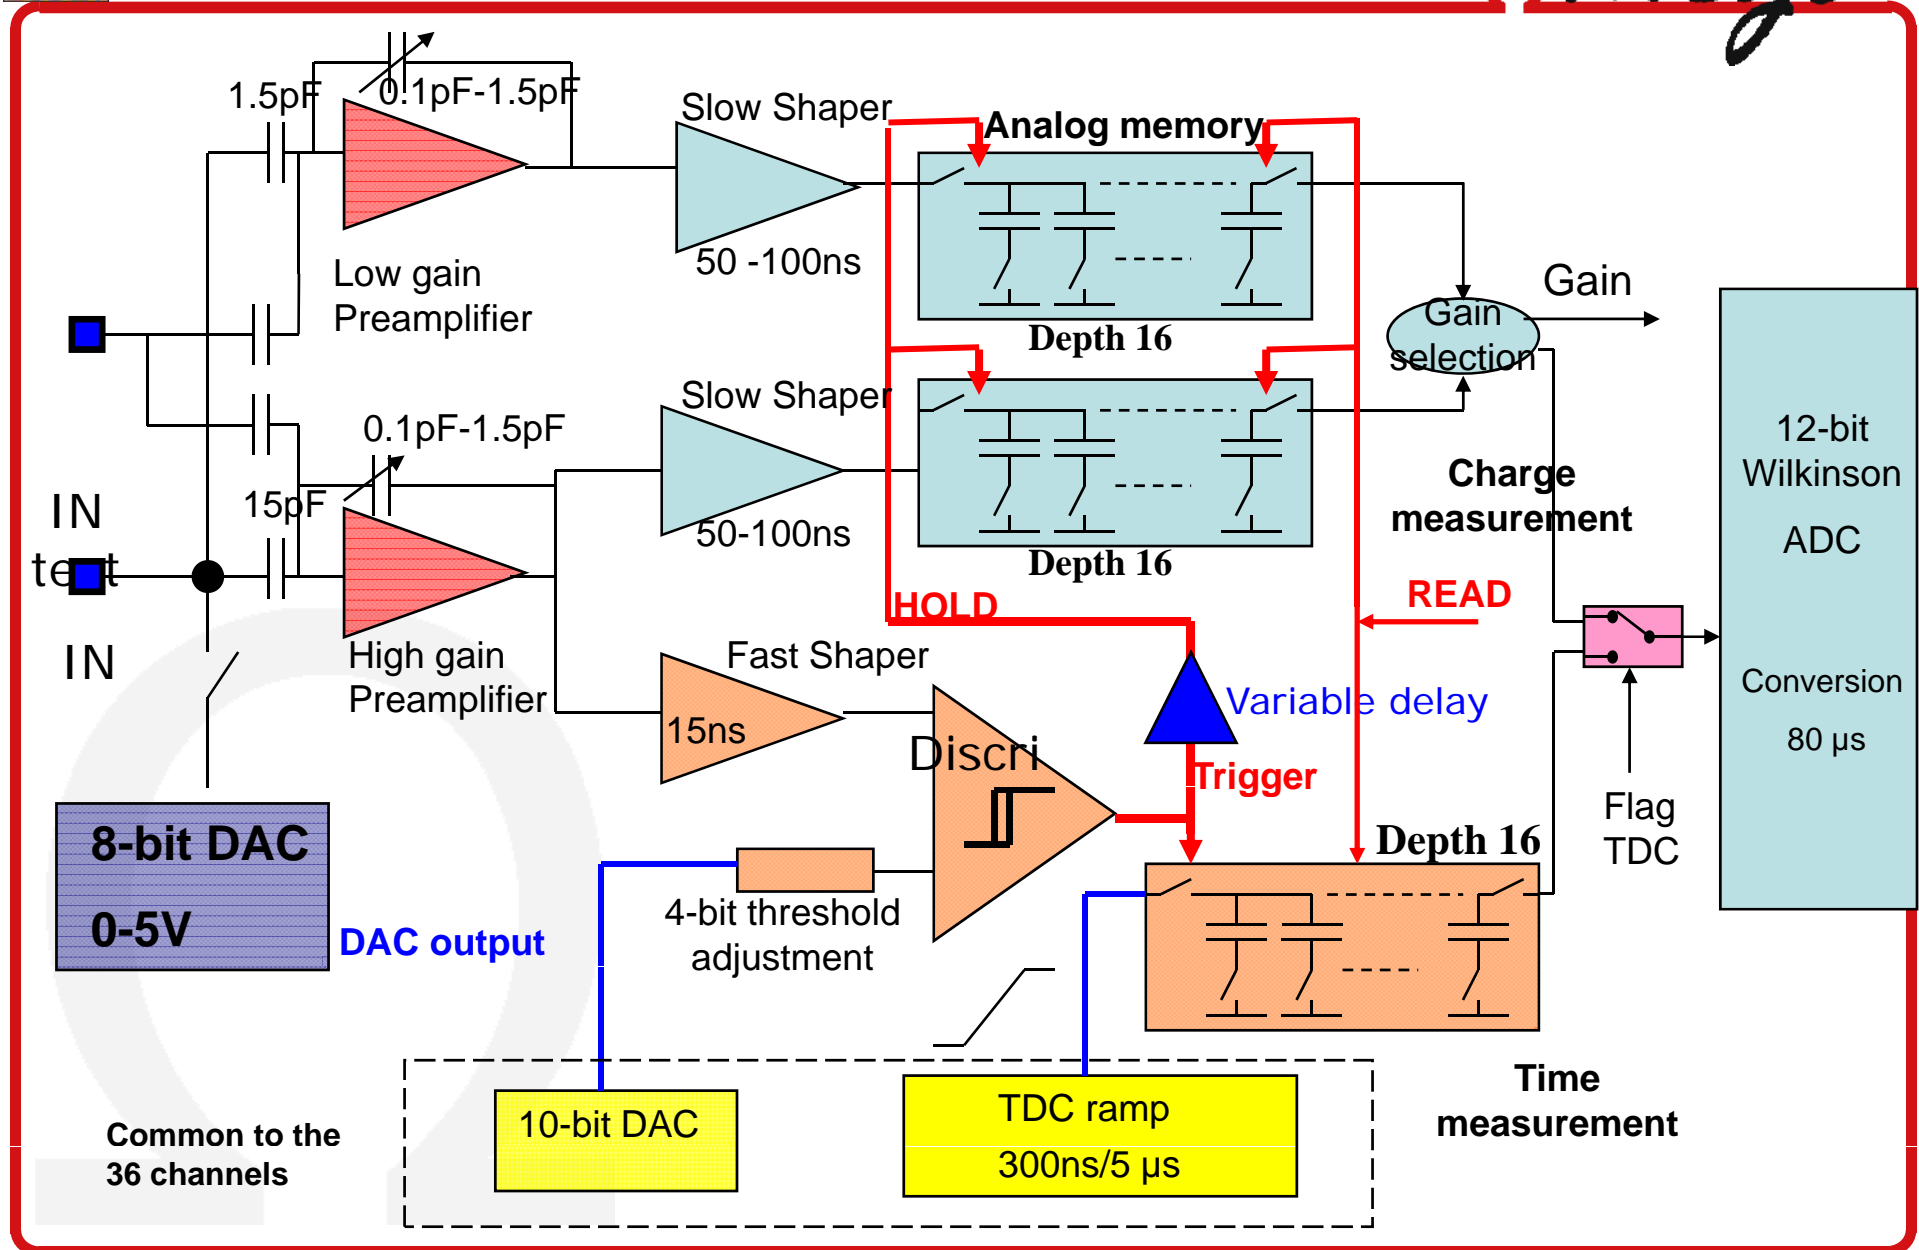 1.5pF
0.1pF-1.5pF
Slow Shaper
Analog memory
50 -100ns
Low gain
Preamplifier
Depth 16
Gain
Gain
selection
Slow Shaper
0.1pF-1.5pF
15pF
50-100ns
Depth 16
Charge
measurement
12-bit
Wilkinson
ADC
Conversion
80 µs
IN
test
IN
HOLD
READ
High gain
Preamplifier
Fast Shaper
15ns
Discri
Variable delay
Trigger
Flag
TDC
Depth 16
8-bit DAC
0-5V
DAC output
4-bit threshold
adjustment
Time
measurement
10-bit DAC
TDC ramp
300ns/5 µs
Common to the
36 channels